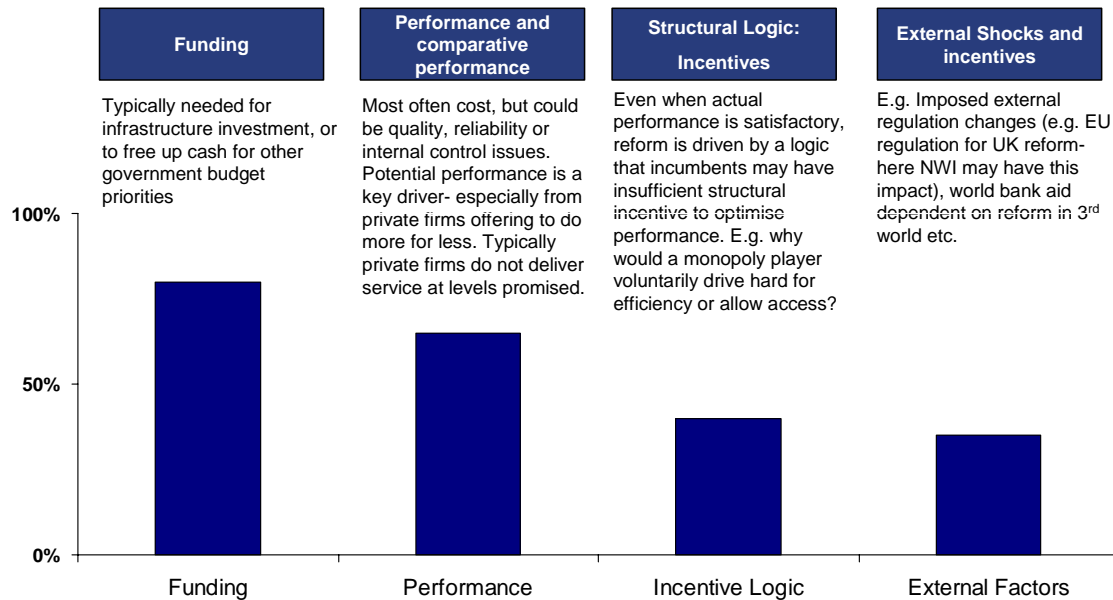 Funding
Performance and
comparative
performance
Structural Logic:
Incentives
External Shocks and
incentives
Typically needed for
infrastructure investment, or
to free up cash for other
government budget
priorities
Most often cost, but could
be quality, reliability or
internal control issues.
Potential performance is a
key driver- especially from
private firms offering to do
more for less. Typically
private firms do not deliver
service at levels promised.
Even when actual
performance is satisfactory,
reform is driven by a logic
that incumbents may have
insufficient structural
incentive to optimise
performance. E.g. why
would a monopoly player
voluntarily drive hard for
efficiency or allow access?
E.g. Imposed external
regulation changes (e.g. EU
regulation for UK reform-
here NWI may have this
impact), world bank aid
dependent on reform in 3rd
world etc.
100%
50%
0%
Funding
Performance
Incentive Logic
External Factors